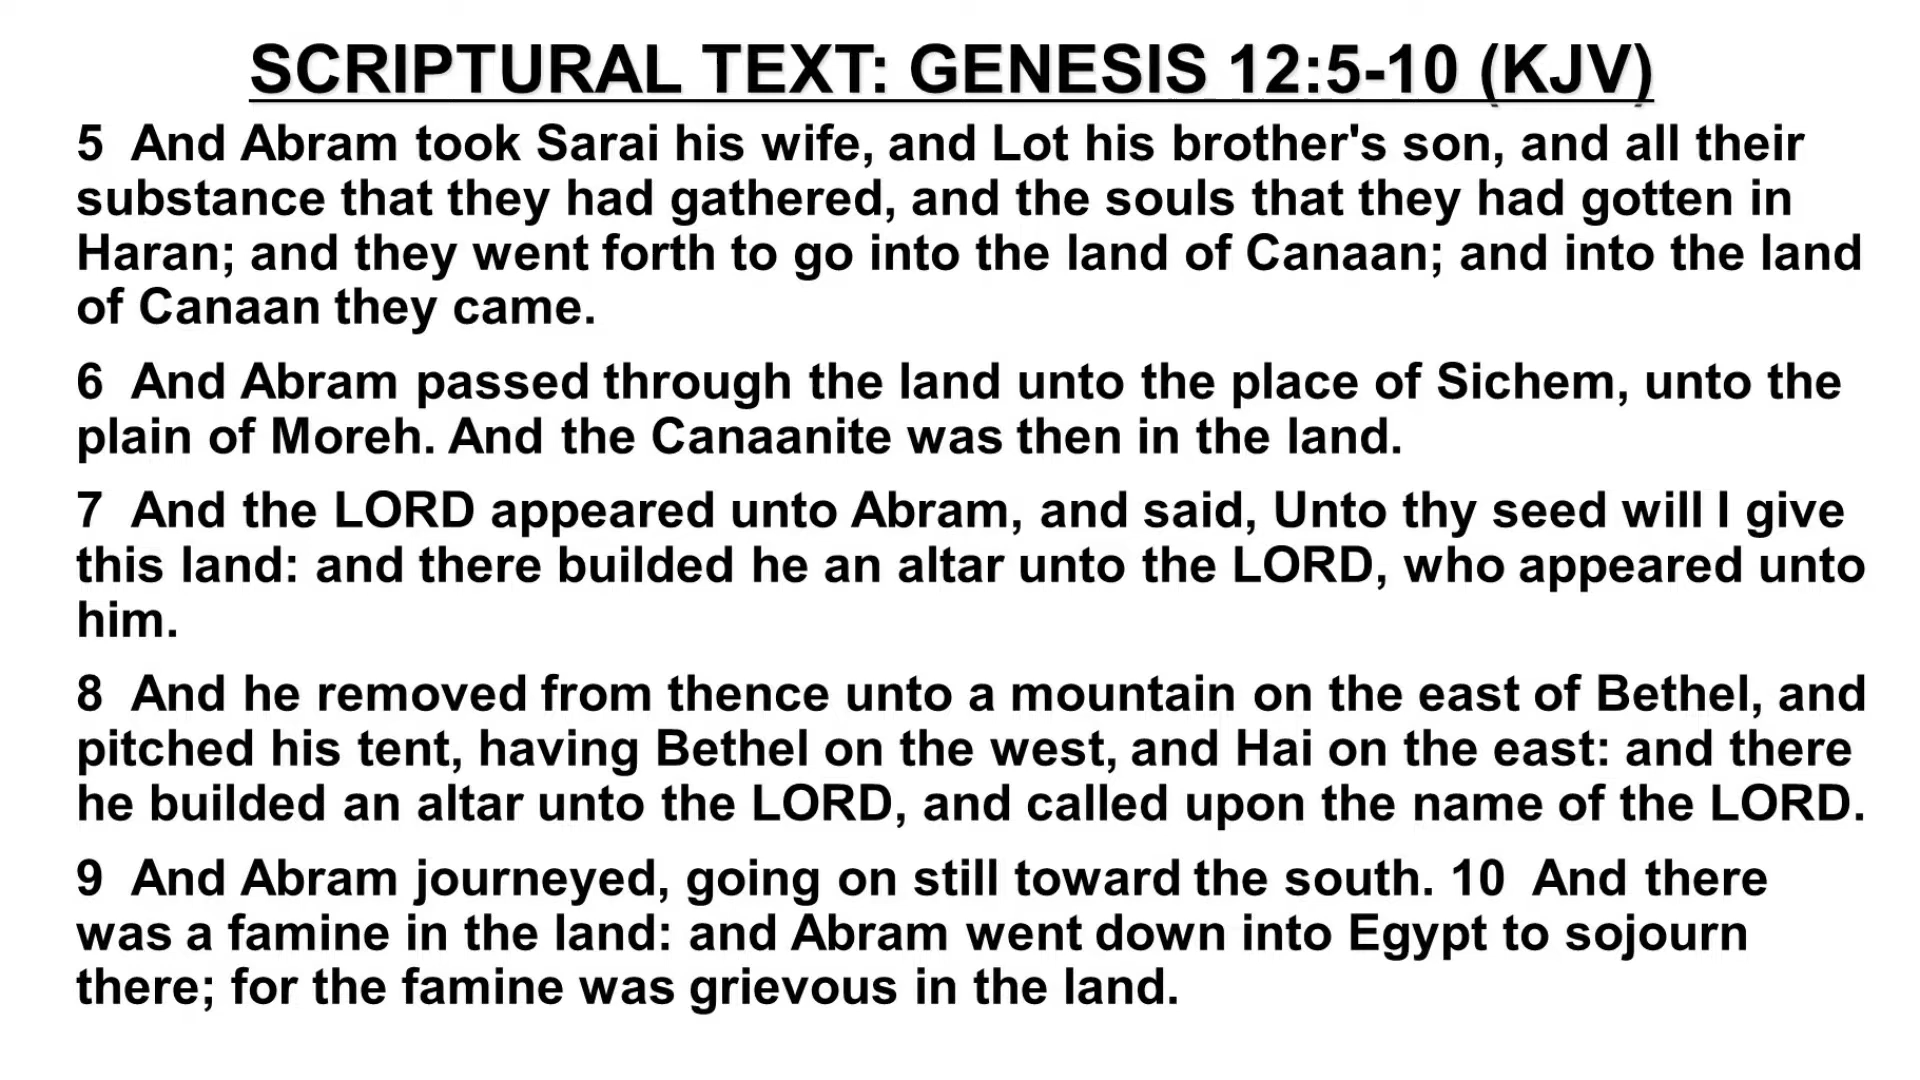 SCRIPTURAL TEXT: GENESIS 12:5-10 (KJV)
5 And Abram took Sarai his wife, and Lot his brother's son, and all their
substance that they had gathered, and the souls that they had gotten in
Haran; and they went forth to go into the land of Canaan; and into the land
of Canaan they came.
6 And Abram passed through the land unto the place of Sichem, unto the
plain of Moreh. And the Canaanite was then in the land.
7 And the LORD appeared unto Abram, and said, Unto thy seed will I give
this land: and there builded he an altar unto the LORD, who appeared unto
him.
8 And he removed from thence unto a mountain on the east of Bethel, and
pitched his tent, having Bethel on the west, and Hai on the east: and there
he builded an altar unto the LORD, and called upon the name of the LORD.
9 And Abram journeyed, going on still toward the south. 10 And there
was a famine in the land: and Abram went down into Egypt to sojourn
there; for the famine was grievous in the land.